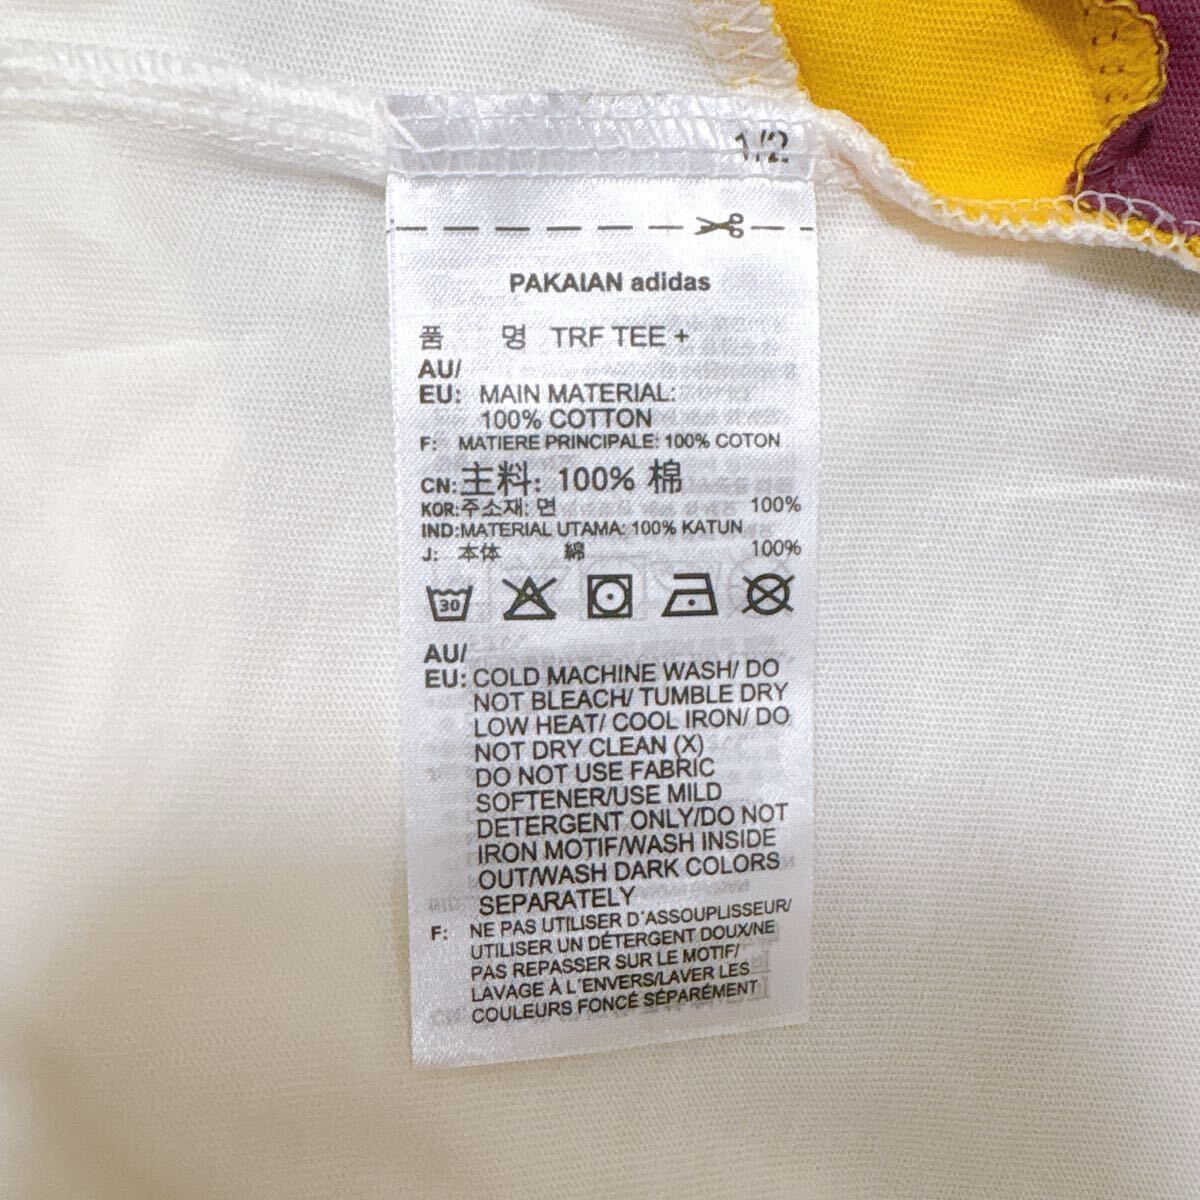 1/2
PAKAIAN adidas
품 명 TRF TEE +
AU/
EU: MAIN MATERIAL:
100% COTTON
F: MATIERE PRINCIPALE: 100% COTON
CN: 主料: 100% 棉
KOR: 주소재: 면 100%
IND: MATERIAL UTAMA: 100% KATUN
J: 本体 綿 100%
30
AU/
EU: COLD MACHINE WASH/ DO
NOT BLEACH/ TUMBLE DRY
LOW HEAT/ COOL IRON/ DO
NOT DRY CLEAN (X)
DO NOT USE FABRIC
SOFTENER/USE MILD
DETERGENT ONLY/DO NOT
IRON MOTIF/WASH INSIDE
OUT/WASH DARK COLORS
SEPARATELY
F: NE PAS UTILISER D'ASSOUPLISSEUR/
UTILISER UN DÉTERGENT DOUX/NE
PAS REPASSER SUR LE MOTIF/
LAVAGE À L'ENVERS/LAVER LES
COULEURS FONCÉ SÉPARÉMENT